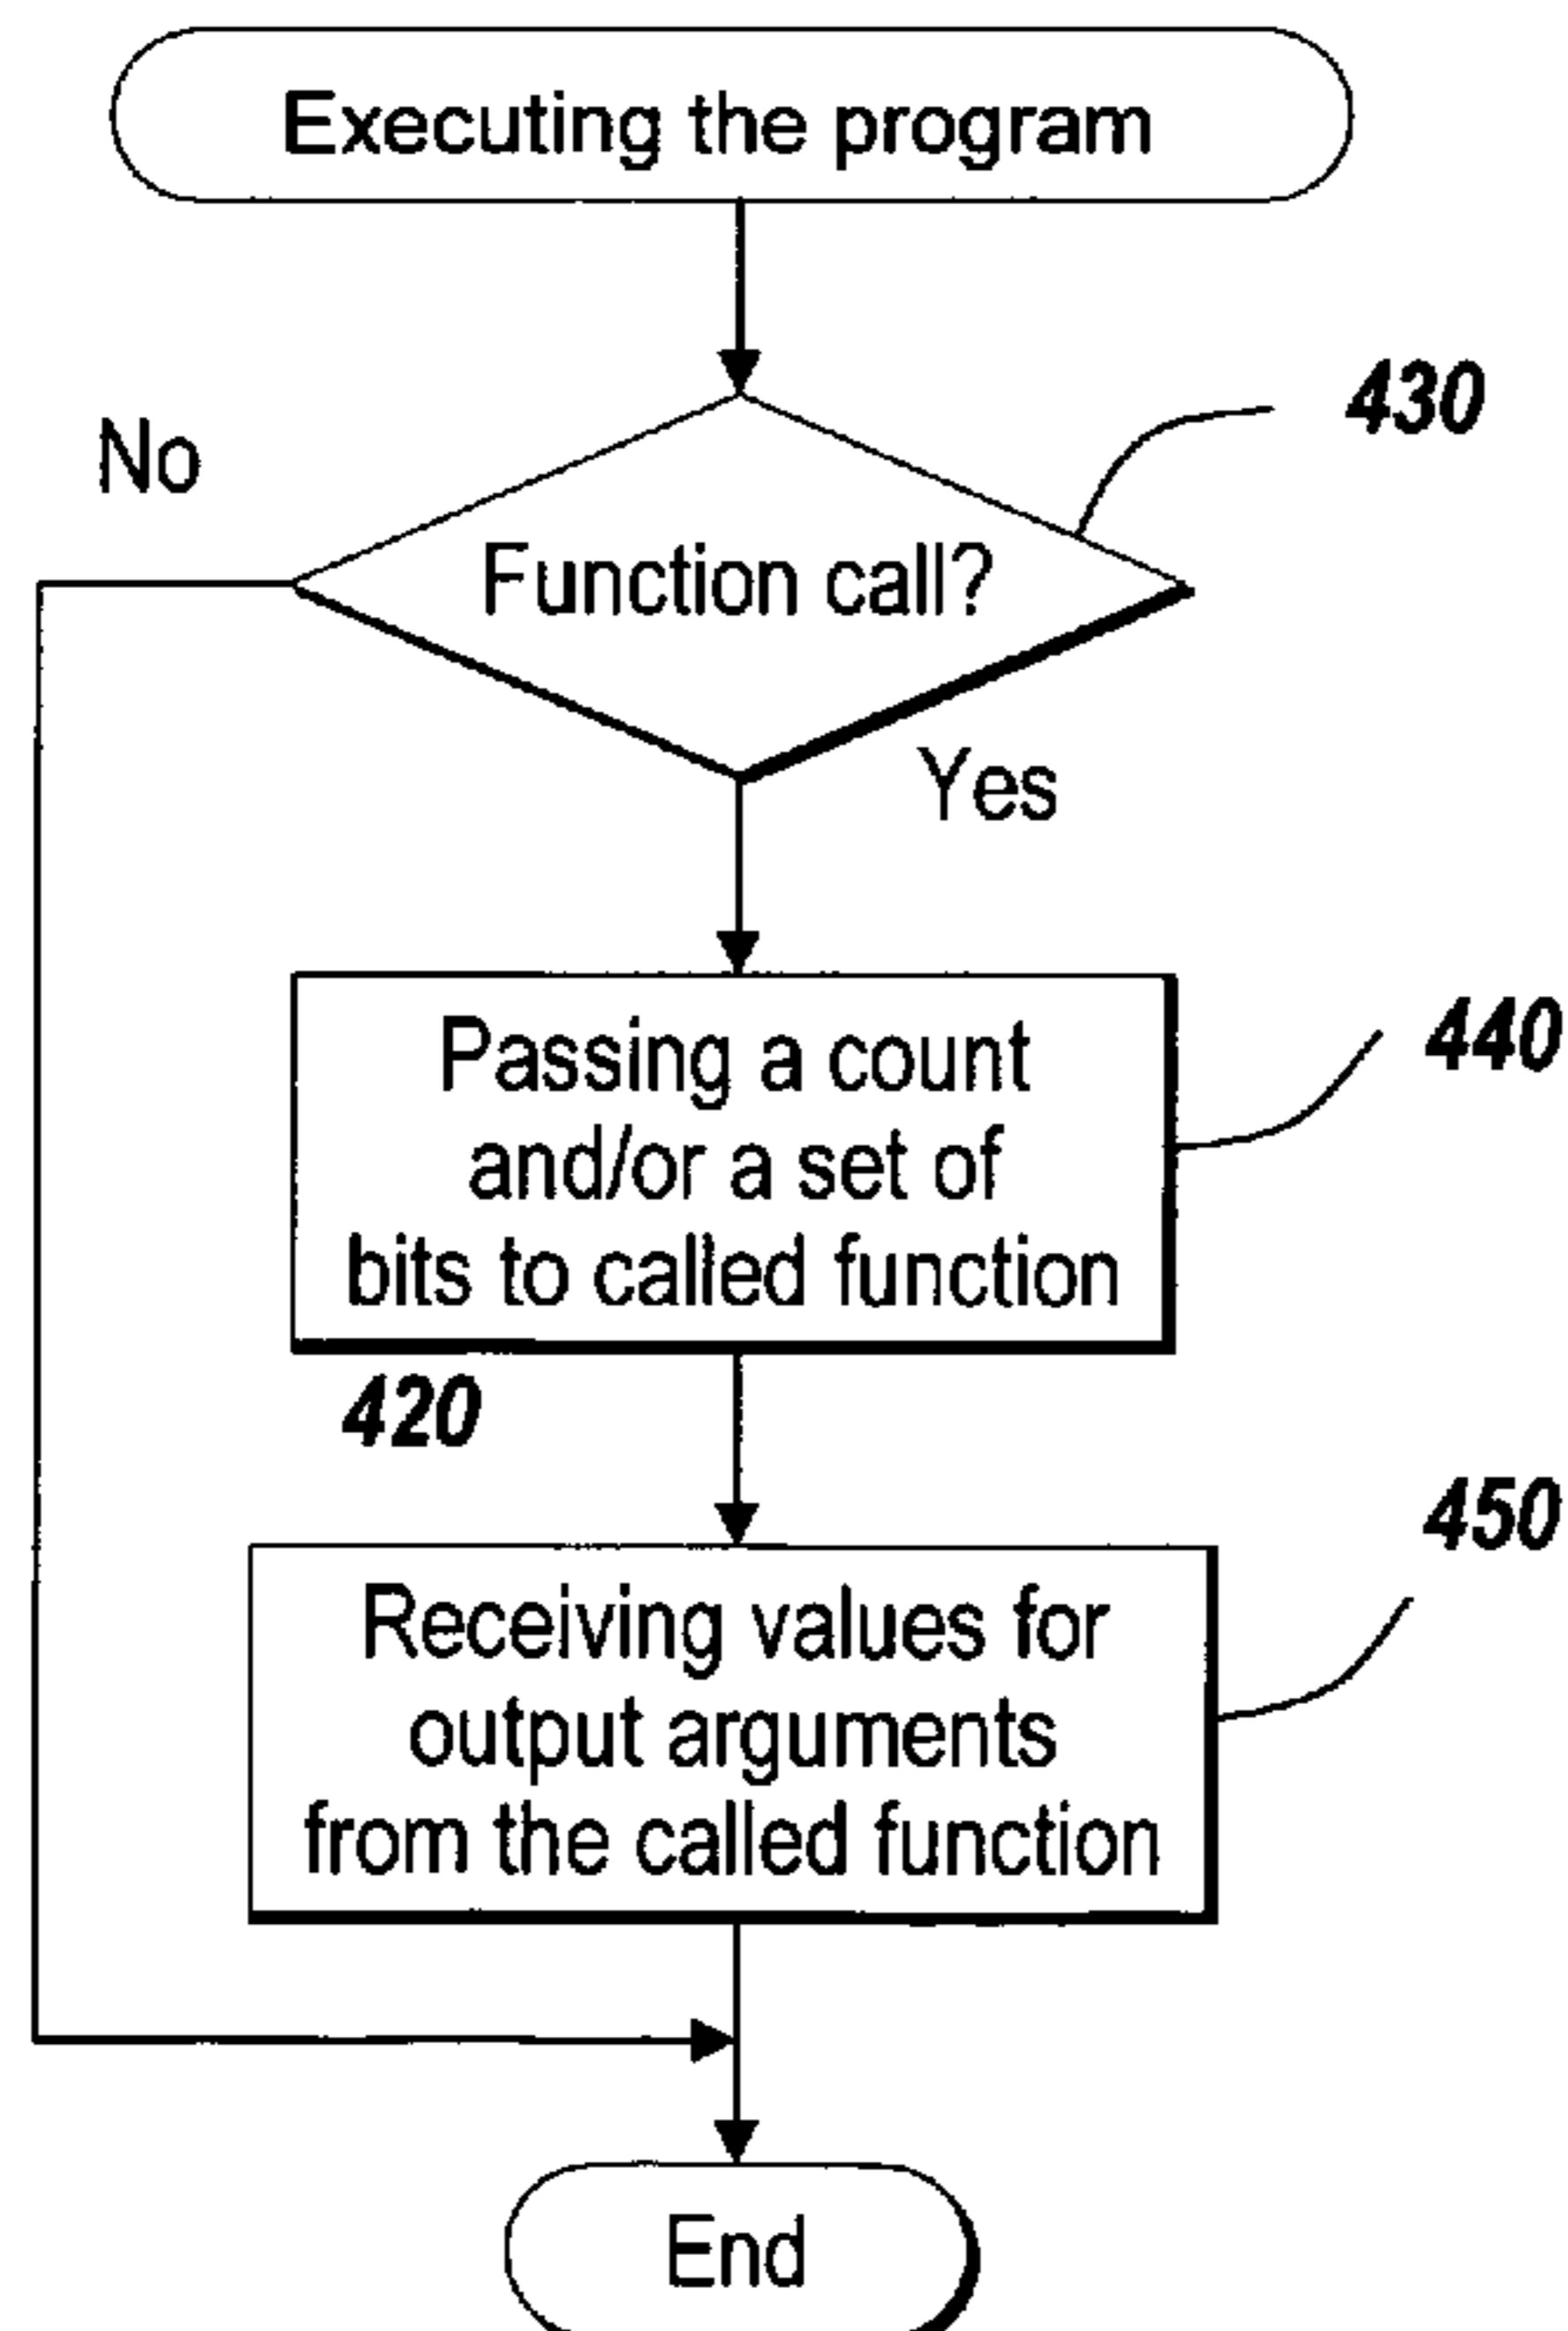 Executing the program
430
No
Function call?
Yes
Passing a count
and/or a set of
bits to called function
440
420
450
Receiving values for
output arguments
from the called function
End